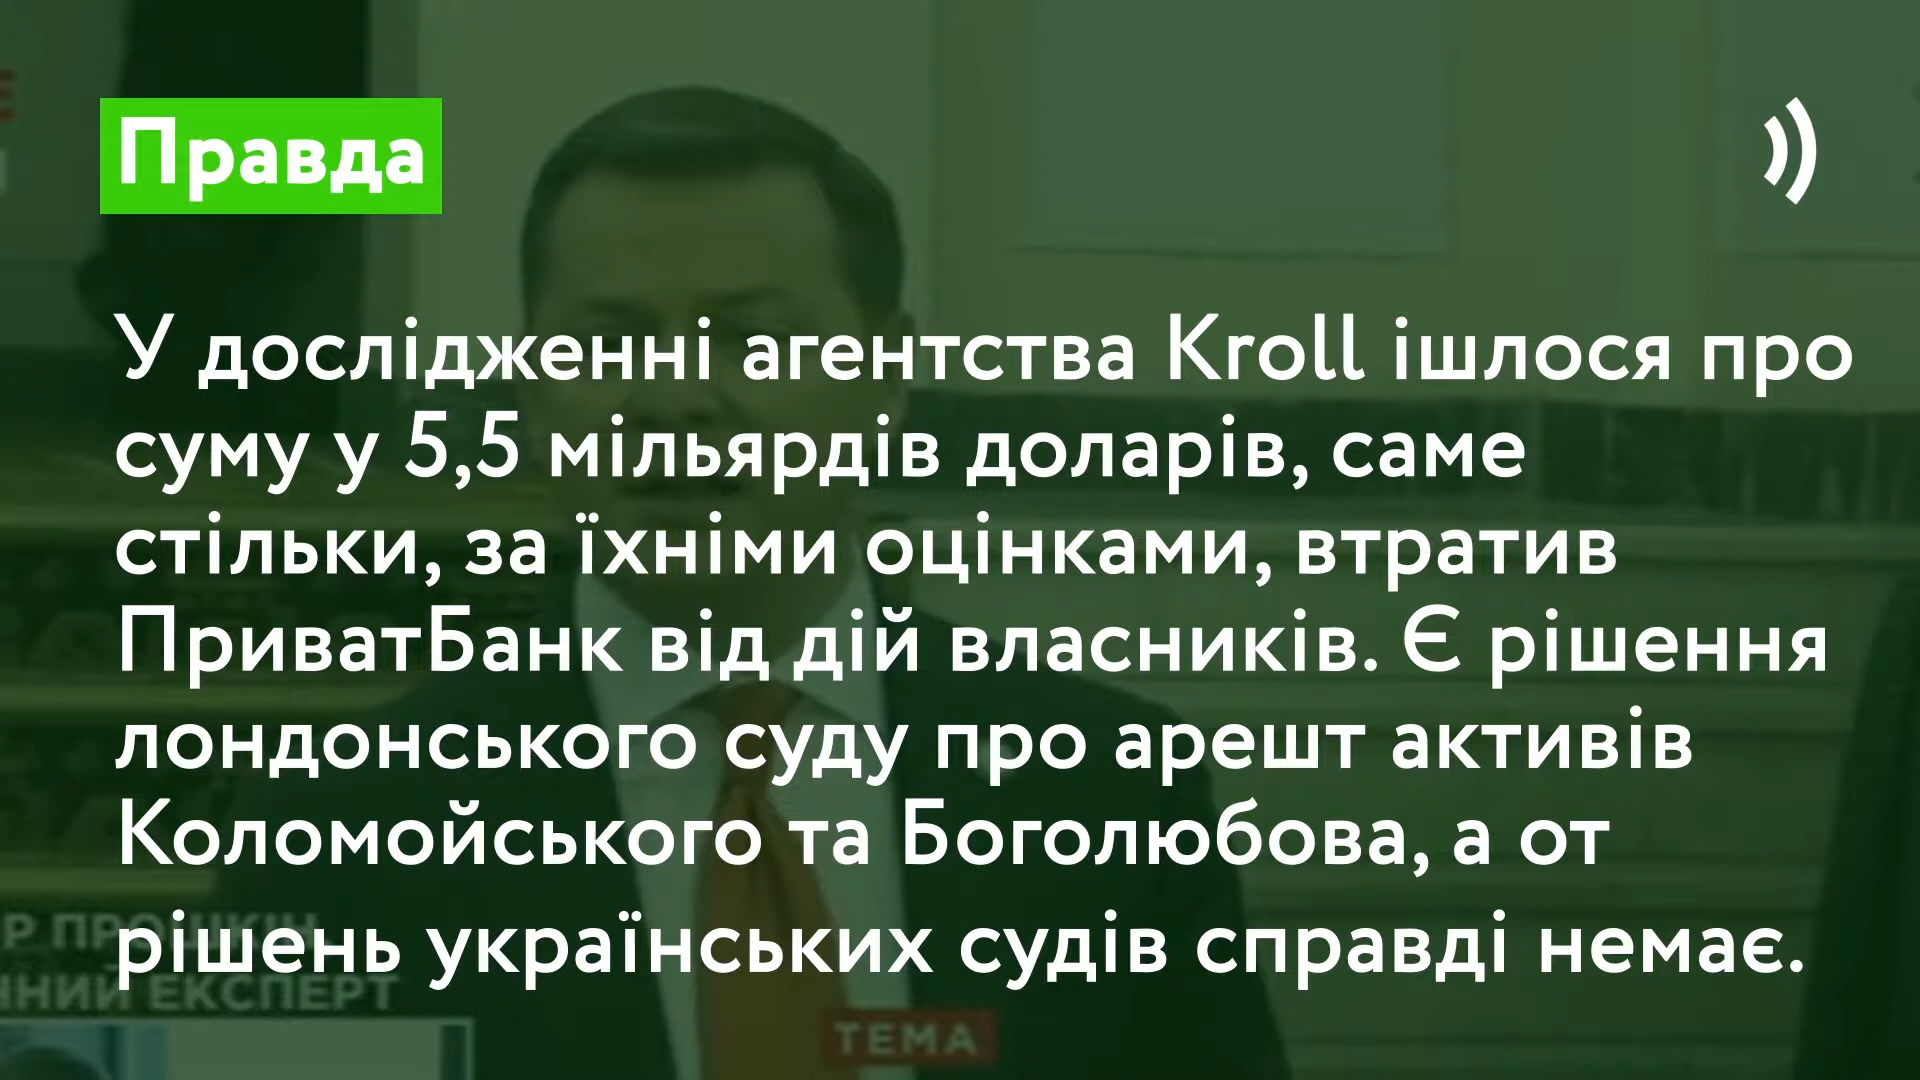 Правда
У дослідженні агентства Kroll ішлося про
суму у 5,5 мільярдів доларів, саме
стільки, за їхніми оцінками, втратив
ПриватБанк від дій власників. Є рішення
лондонського суду про арешт активів
Коломойського та Боголюбова, а от
рішень українських судів справді немає.
ЕКСПЕРТ
ТЕМА